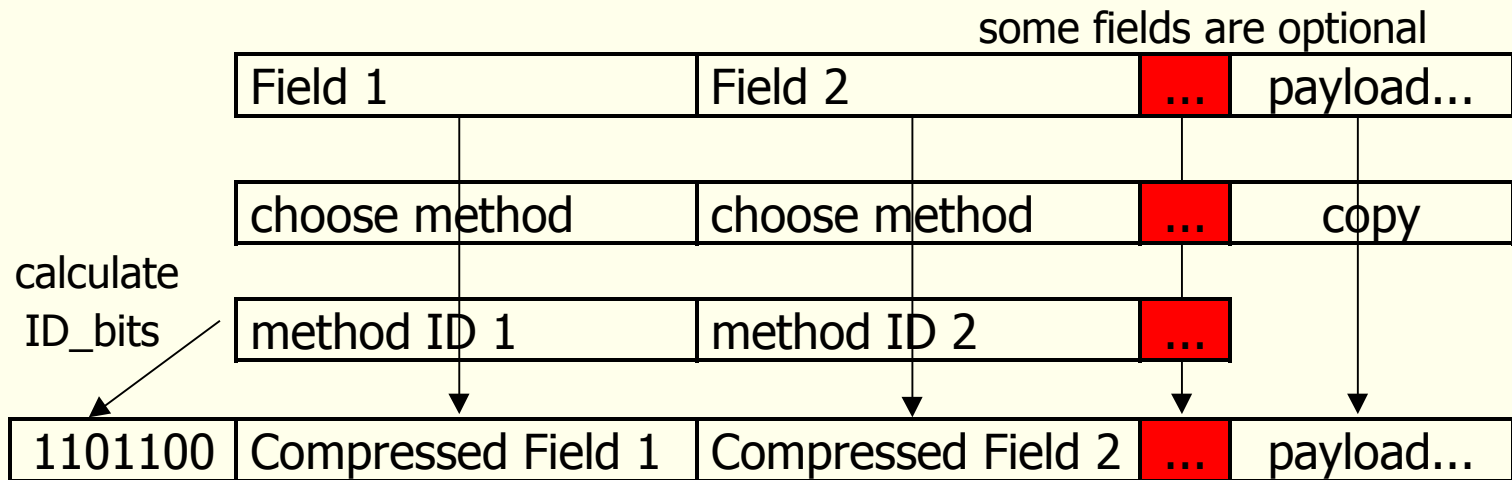 some fields are optional
Field 1 Field 2 ... payload...
choose method choose method ... copy
calculate
ID_bits
method ID 1 method ID 2 ...
1101100 Compressed Field 1 Compressed Field 2 ... payload...